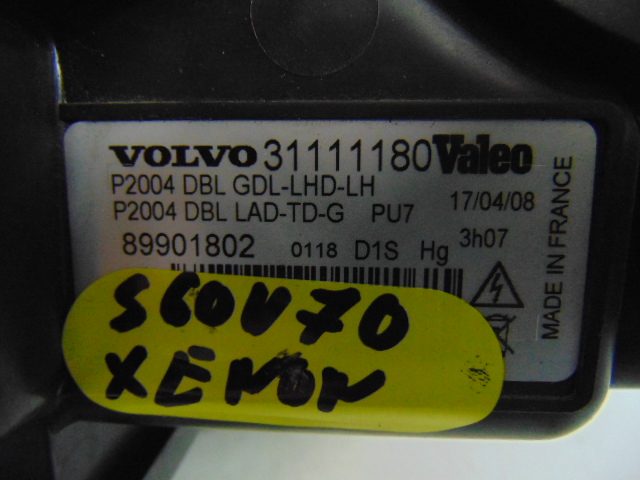 VOLVO 31111180 Valeo
P2004 DBL GDL-LHD-LH
P2004 DBL LAD-TD-G PU7 17/04/08
89901802 0118 D1S Hg 3h07
MADE IN FRANCE
S60V70
XENON